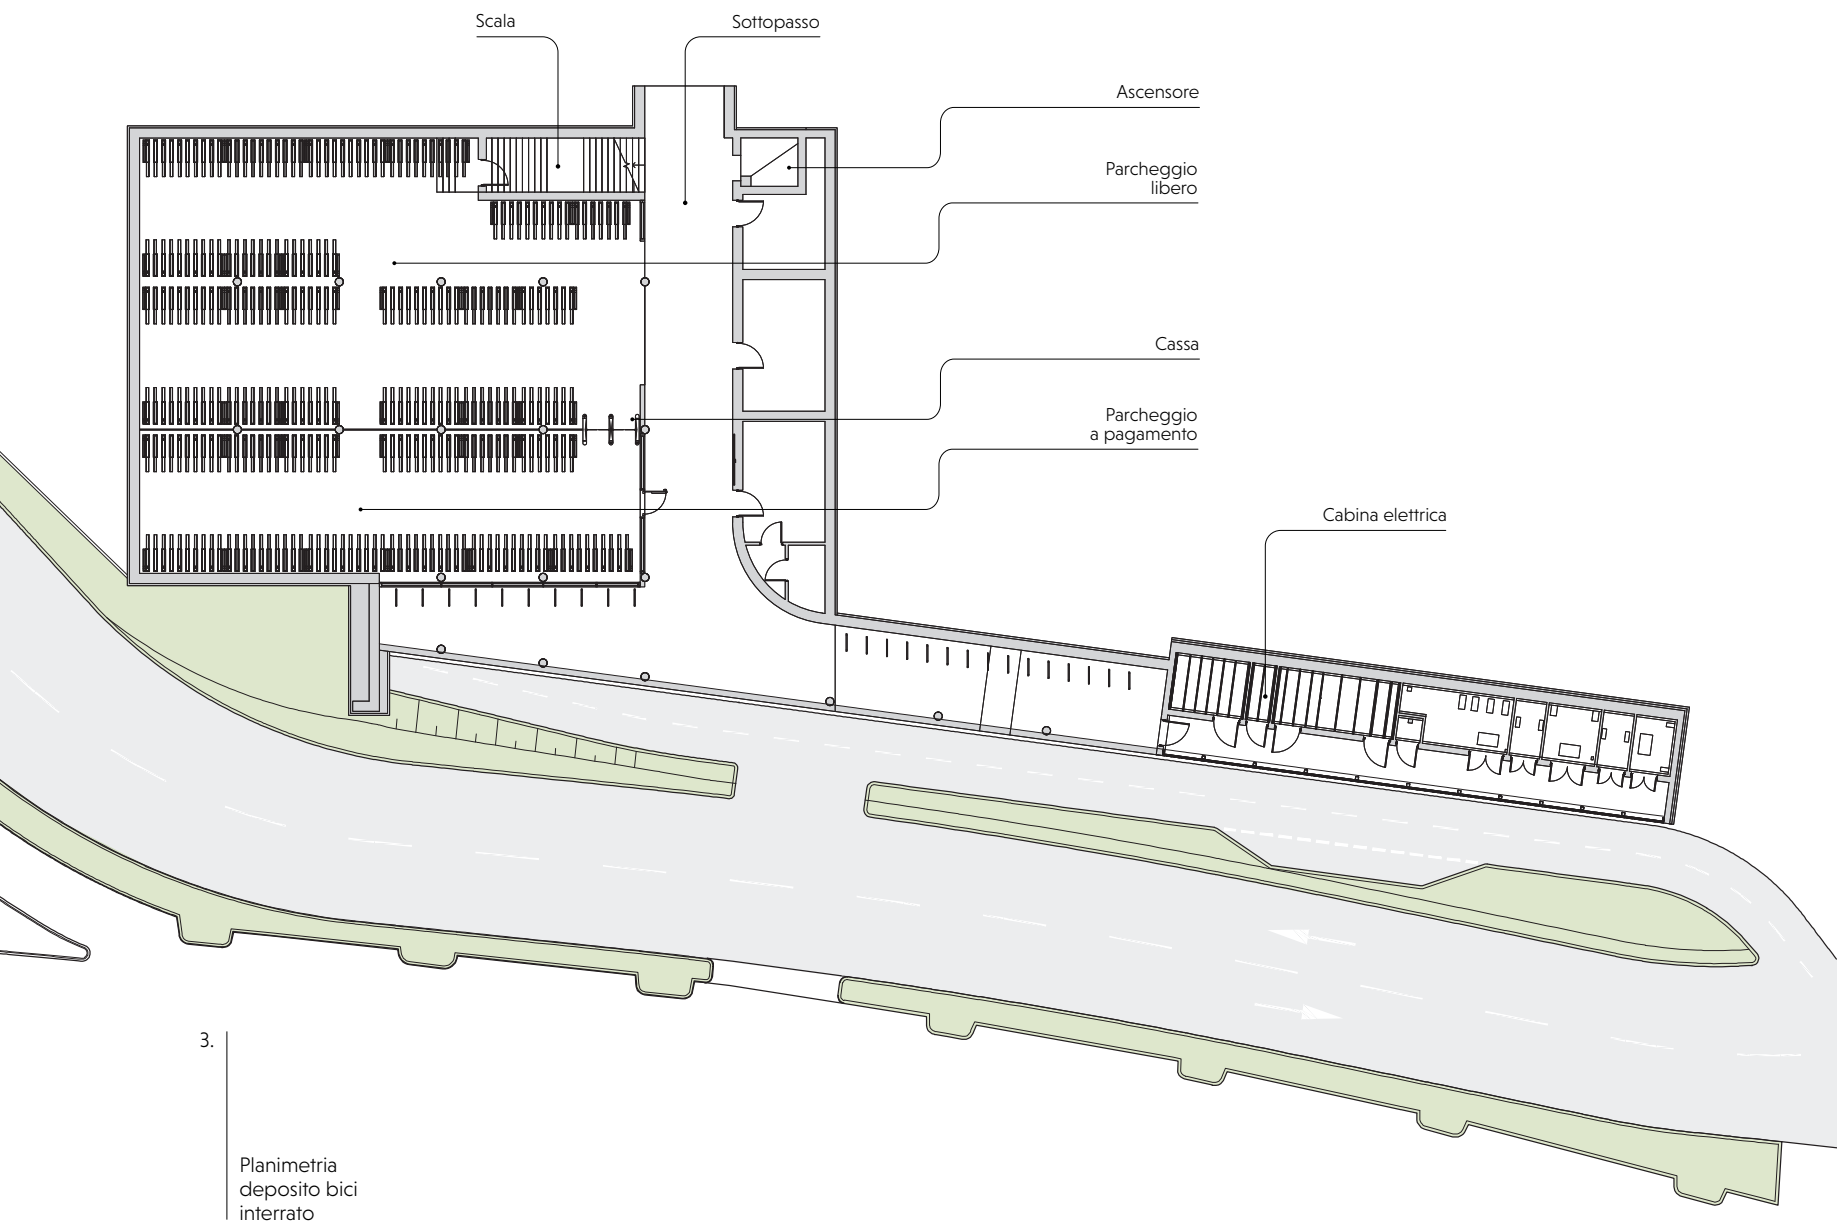 Scala
Sottopasso
Ascensore
Parcheggio
libero
Cassa
Parcheggio
a pagamento
Cabina elettrica
3.
Planimetria
deposito bici
interrato